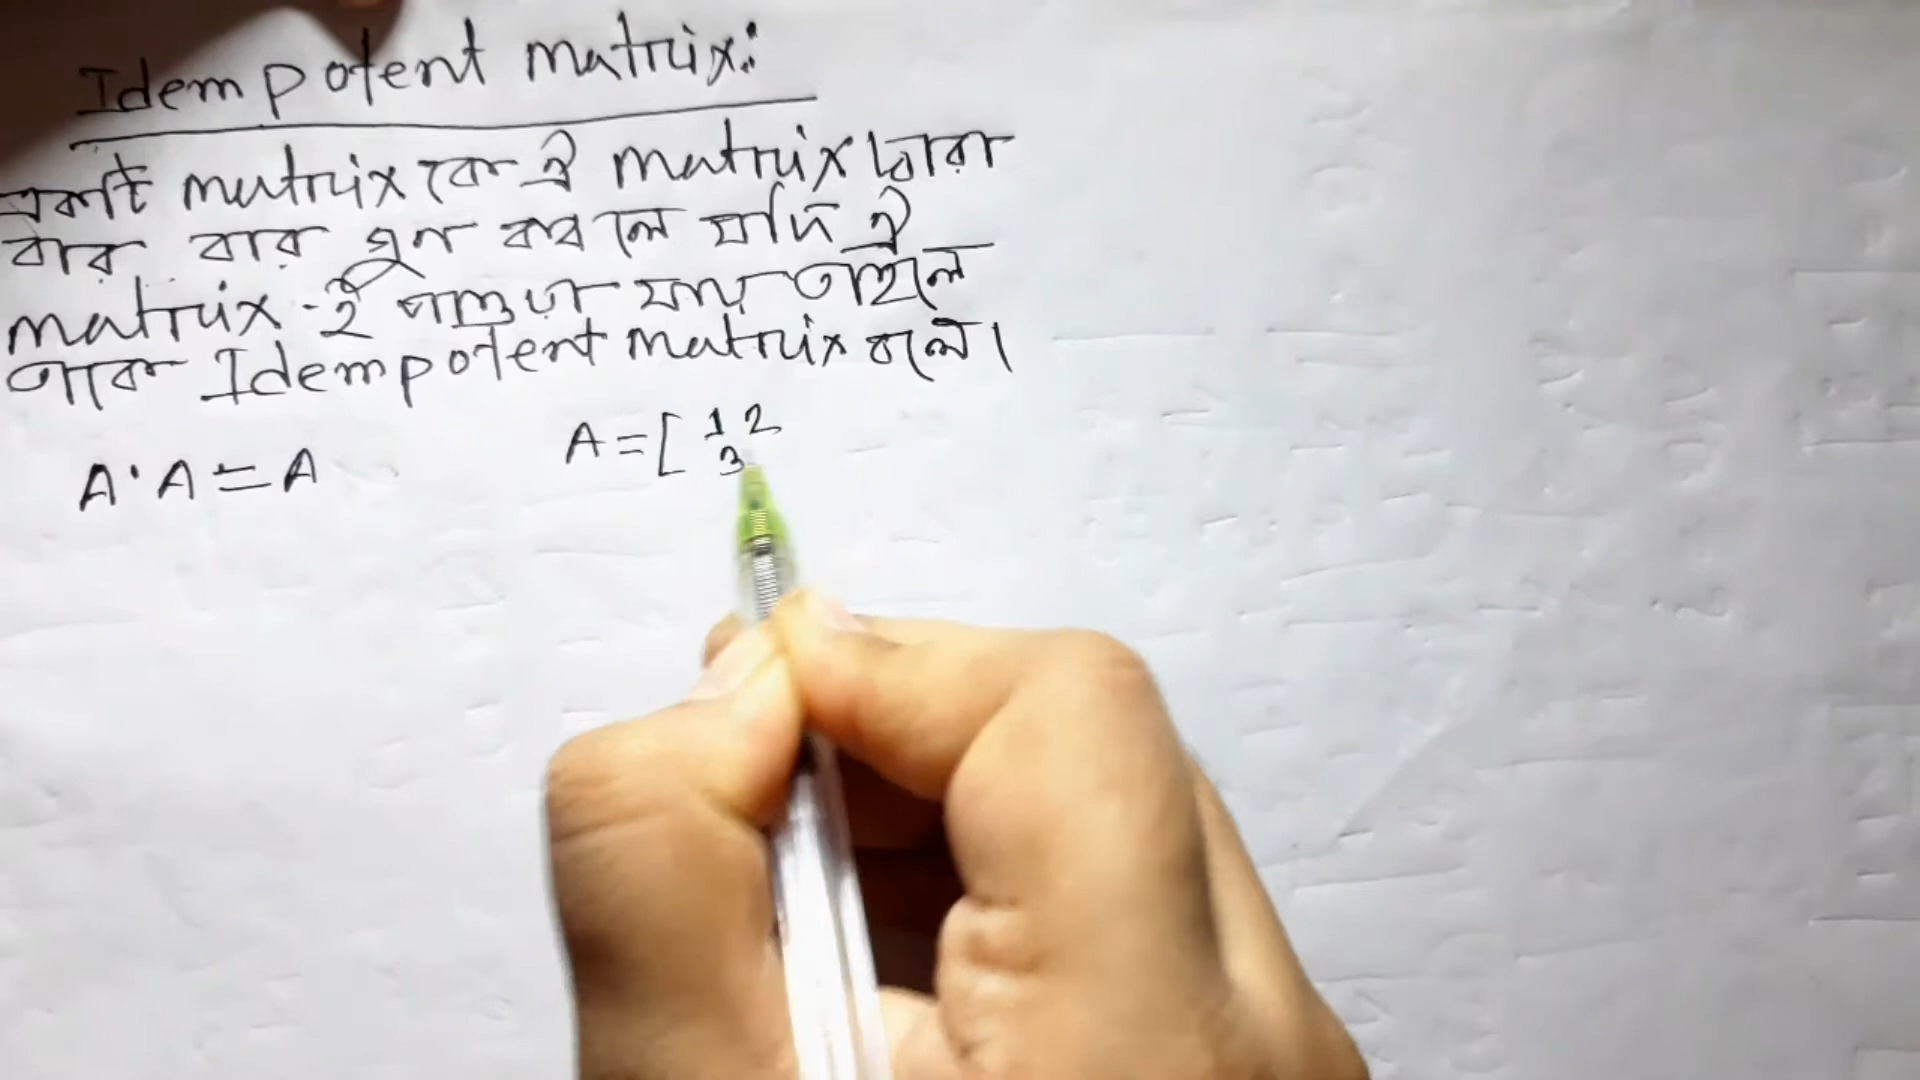 Idempotent matrix:
একটি matrix কে ঐ matrix দ্বারা
বার বার গুন করলে যদি ঐ
matrix-ই পাওয়া যায় তাহলে
তাকে Idempotent matrix বলে।
A = [ 1 2
3
A·A = A